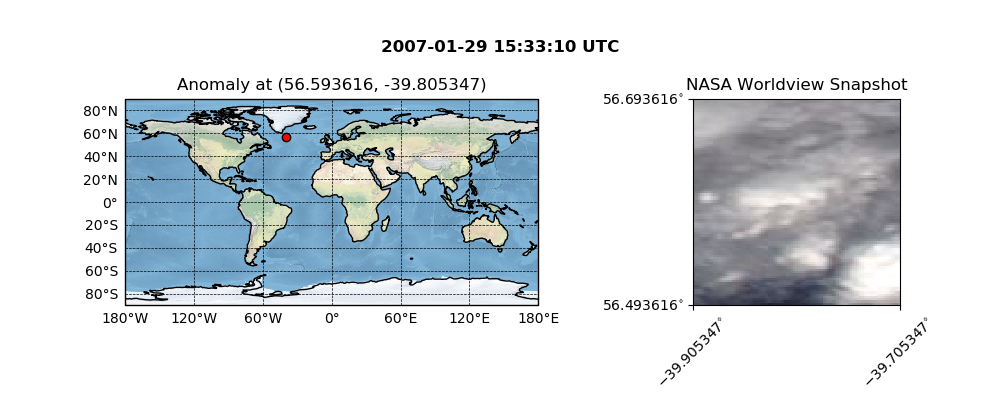 2007-01-29 15:33:10 UTC
Anomaly at (56.593616, -39.805347)
80°N
60°N
40°N
20°N
0°
20°S
40°S
60°S
80°S
180°W 120°W 60°W 0° 60°E 120°E 180°E
NASA Worldview Snapshot
56.693616°
56.493616°
−39.905347°
−39.705347°